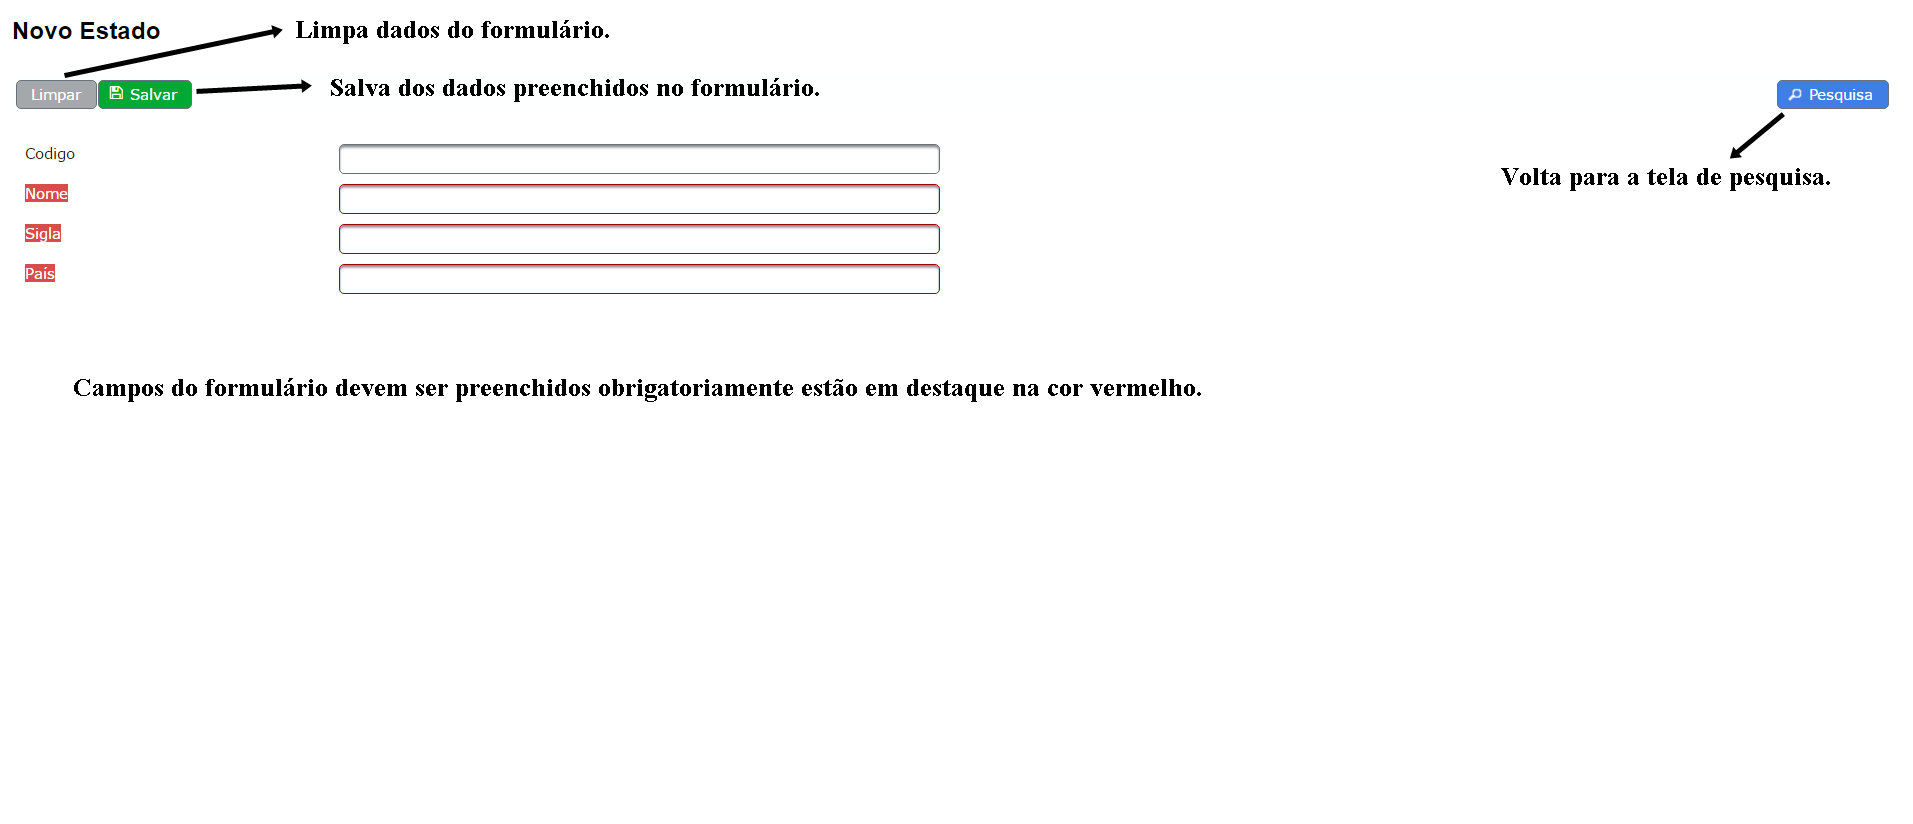 Novo Estado
Limpa dados do formulário.
Limpar
Salvar
Salva dos dados preenchidos no formulário.
Pesquisa
Volta para a tela de pesquisa.
Codigo
Nome
Sigla
País
Campos do formulário devem ser preenchidos obrigatoriamente estão em destaque na cor vermelho.